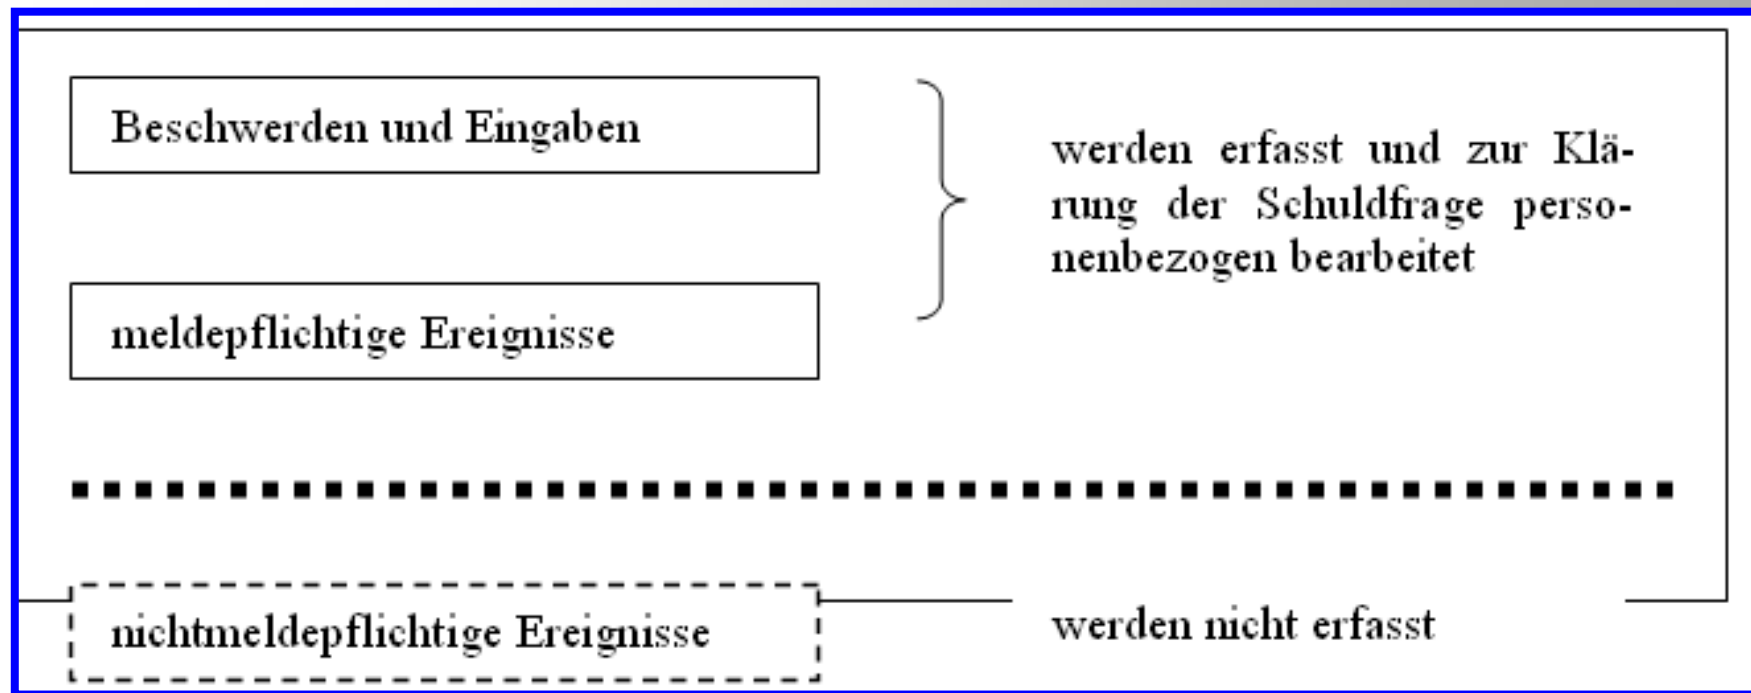 Beschwerden und Eingaben
werden erfasst und zur Klä-
rung der Schuldfrage perso-
nenbezogen bearbeitet
meldepflichtige Ereignisse
nichtmeldepflichtige Ereignisse
werden nicht erfasst